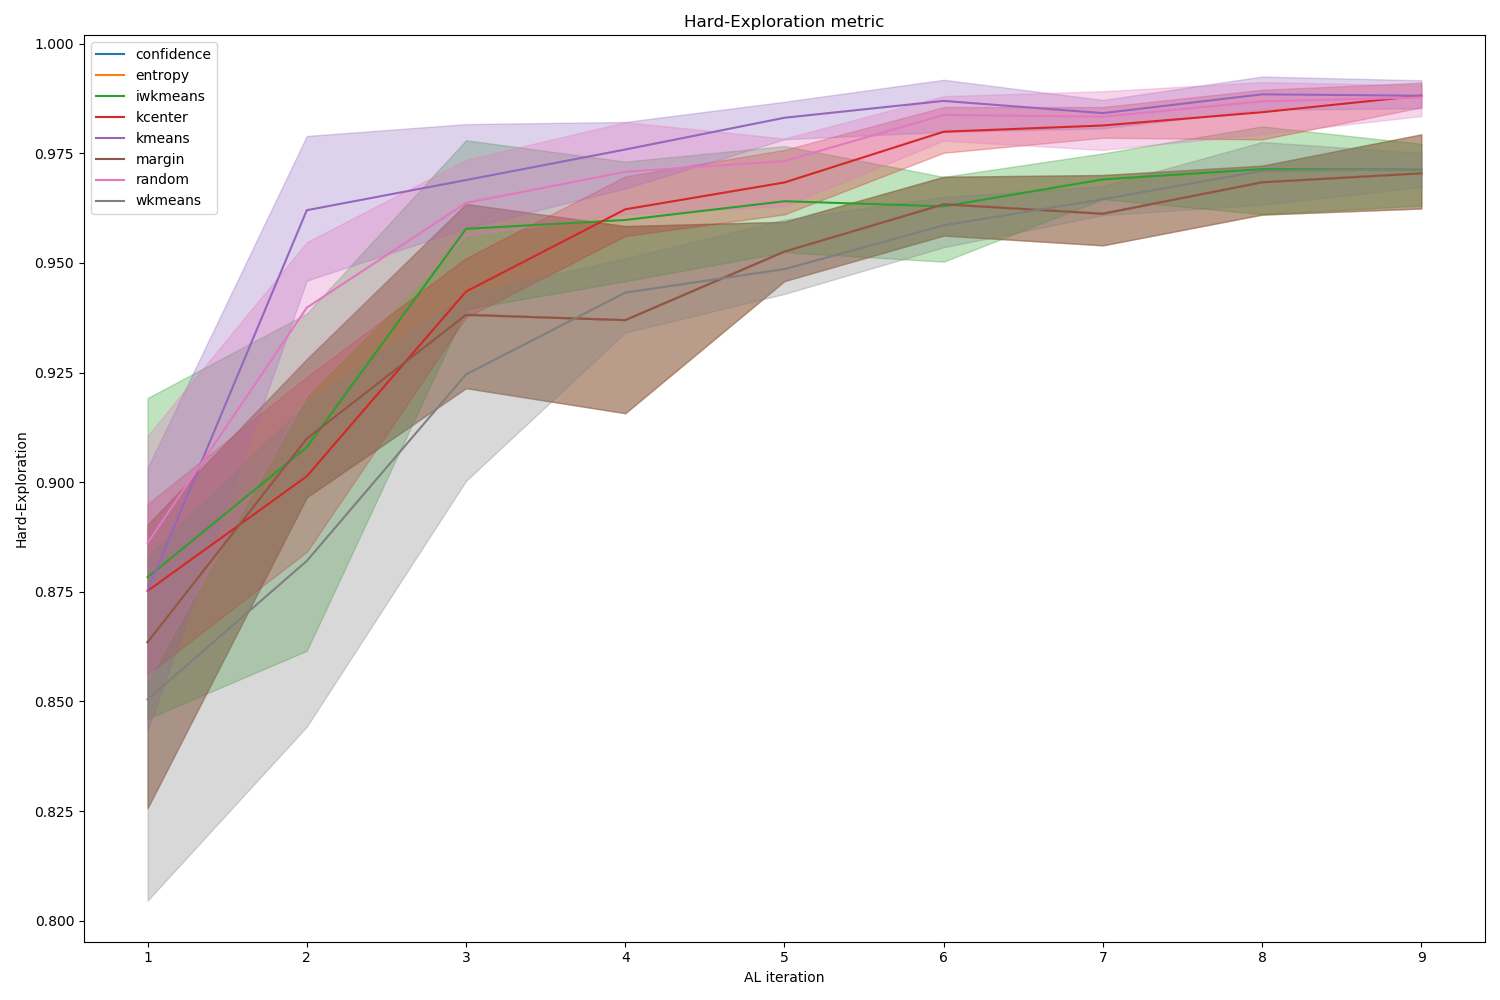 Hard-Exploration metric
1.000
0.975
0.950
0.925
0.900
0.875
0.850
0.825
0.800
Hard-Exploration
confidence
entropy
iwkmeans
kcenter
kmeans
margin
random
wkmeans
1 2 3 4 5 6 7 8 9
AL iteration